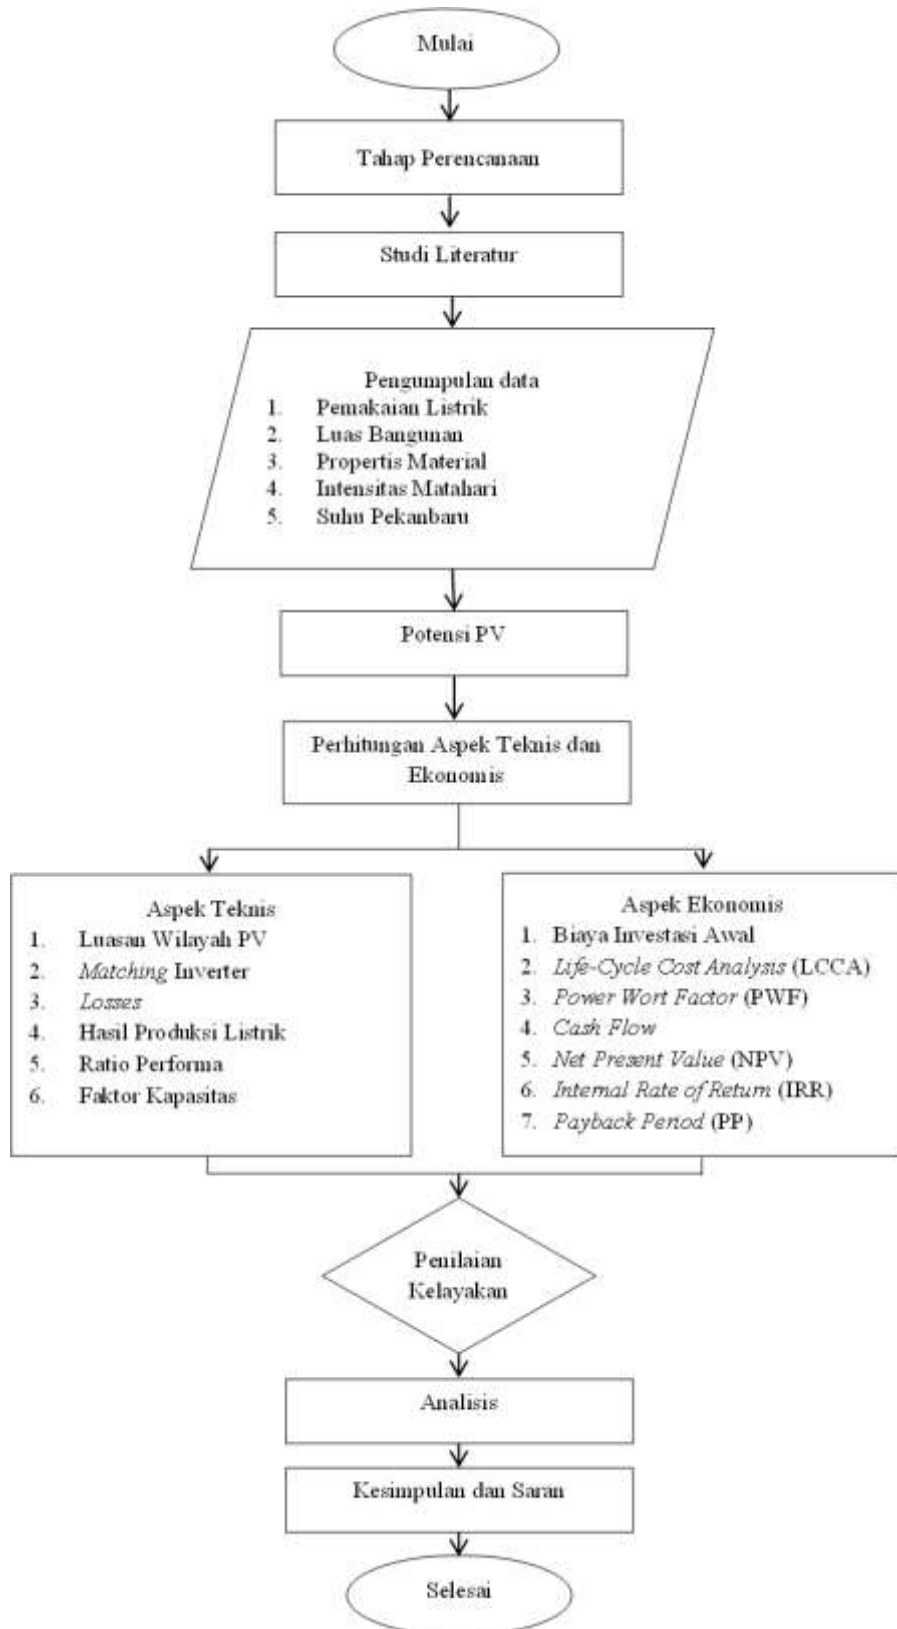 Mulai
Tahap Perencanaan
Studi Literatur
Pengumpulan data
1. Pemakaian Listrik
2. Luas Bangunan
3. Propertis Material
4. Intensitas Matahari
5. Suhu Pekanbaru
Potensi PV
Perhitungan Aspek Teknis dan
Ekonomis
Aspek Teknis
1. Luasan Wilayah PV
2. Matching Inverter
3. Losses
4. Hasil Produksi Listrik
5. Ratio Performa
6. Faktor Kapasitas
Aspek Ekonomis
1. Biaya Investasi Awal
2. Life-Cycle Cost Analysis (LCCA)
3. Power Wort Factor (PWF)
4. Cash Flow
5. Net Present Value (NPV)
6. Internal Rate of Return (IRR)
7. Payback Period (PP)
Penilaian
Kelayakan
Analisis
Kesimpulan dan Saran
Selesai